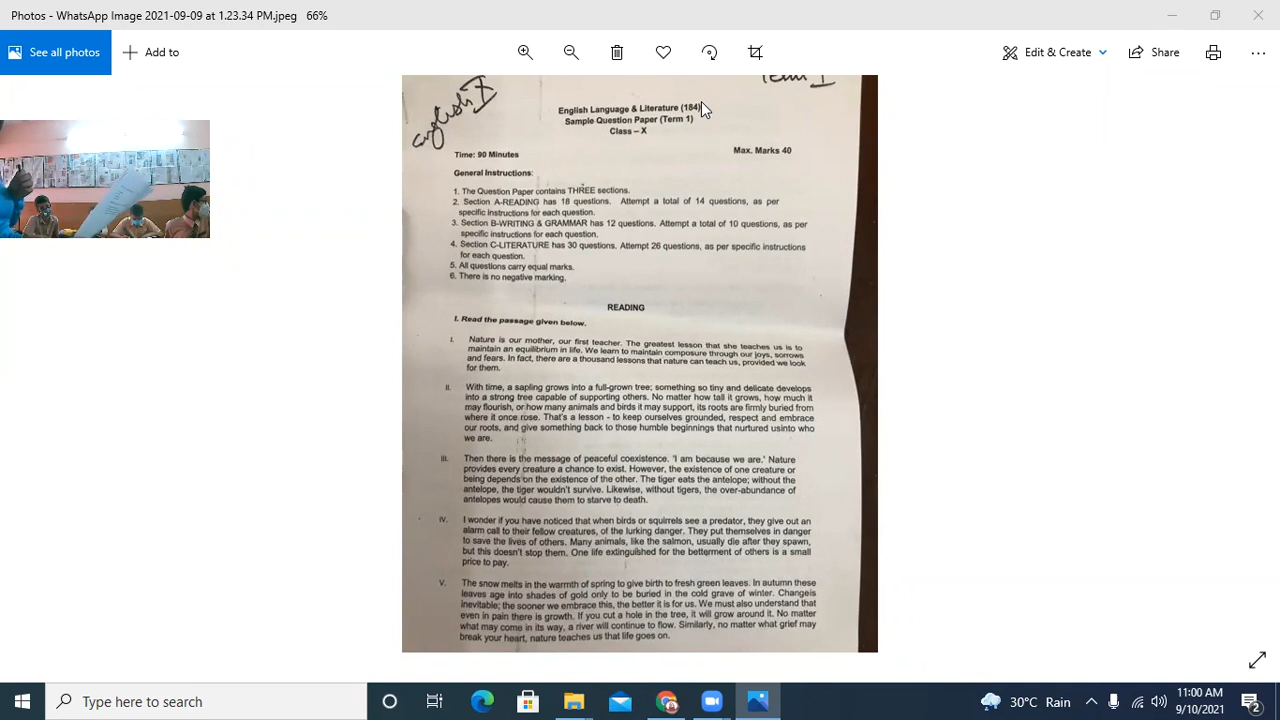 Photos - WhatsApp Image 2021-09-09 at 1.23.34 PM.jpeg 66%
See all photos
Add to
Edit & Create
Share
English X
Term I
English Language & Literature (184)
Sample Question Paper (Term 1)
Class – X
Time: 90 Minutes
Max. Marks 40
General Instructions:
1. The Question Paper contains THREE sections.
2. Section A-READING has 18 questions. Attempt a total of 14 questions, as per
specific instructions for each question.
3. Section B-WRITING & GRAMMAR has 12 questions. Attempt a total of 10 questions, as per
specific instructions for each question.
4. Section C-LITERATURE has 30 questions. Attempt 26 questions, as per specific instructions
for each question.
5. All questions carry equal marks.
6. There is no negative marking.
READING
I. Read the passage given below.
I. Nature is our mother, our first teacher. The greatest lesson that she teaches us is to
maintain an equilibrium in life. We learn to maintain composure through our joys, sorrows
and fears. In fact, there are a thousand lessons that nature can teach us, provided we look
for them.
II. With time, a sapling grows into a full-grown tree; something so tiny and delicate develops
into a strong tree capable of supporting others. No matter how tall it grows, how much it
may flourish, or how many animals and birds it may support, its roots are firmly buried from
where it once rose. That's a lesson - to keep ourselves grounded, respect and embrace
our roots, and give something back to those humble beginnings that nurtured usinto who
we are.
III. Then there is the message of peaceful coexistence. 'I am because we are.' Nature
provides every creature a chance to exist. However, the existence of one creature or
being depends on the existence of the other. The tiger eats the antelope; without the
antelope, the tiger wouldn't survive. Likewise, without tigers, the over-abundance of
antelopes would cause them to starve to death.
IV. I wonder if you have noticed that when birds or squirrels see a predator, they give out an
alarm call to their fellow creatures, of the lurking danger. They put themselves in danger
to save the lives of others. Many animals, like the salmon, usually die after they spawn,
but this doesn't stop them. One life extinguished for the betterment of others is a small
price to pay.
V. The snow melts in the warmth of spring to give birth to fresh green leaves. In autumn these
leaves age into shades of gold only to be buried in the cold grave of winter. Changeis
inevitable; the sooner we embrace this, the better it is for us. We must also understand that
even in pain there is growth. If you cut a hole in the tree, it will grow around it. No matter
what may come in its way, a river will continue to flow. Similarly, no matter what grief may
break your heart, nature teaches us that life goes on.
Type here to search
30°C Rain
11:00 AM
9/10/2021
2